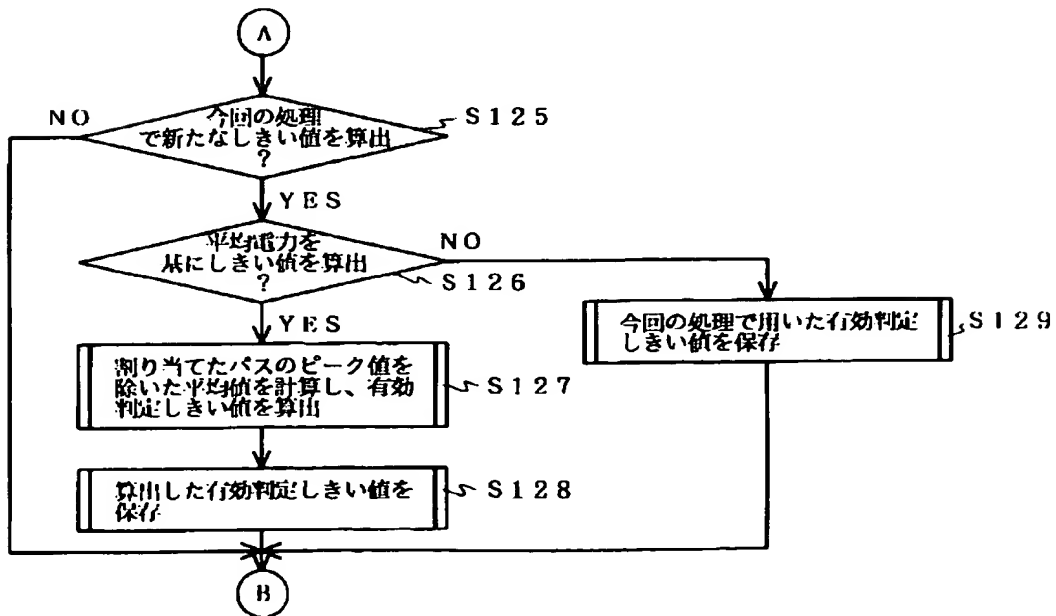 A
今回の処理
で新たなしきい値を算出
?
NO
S125
YES
平均電力を
基にしきい値を算出
?
NO
S126
YES
今回の処理で用いた有効判定
しきい値を保存
S129
割り当てたパスのピーク値を
除いた平均値を計算し、有効
判定しきい値を算出
S127
算出した有効判定しきい値を
保存
S128
B